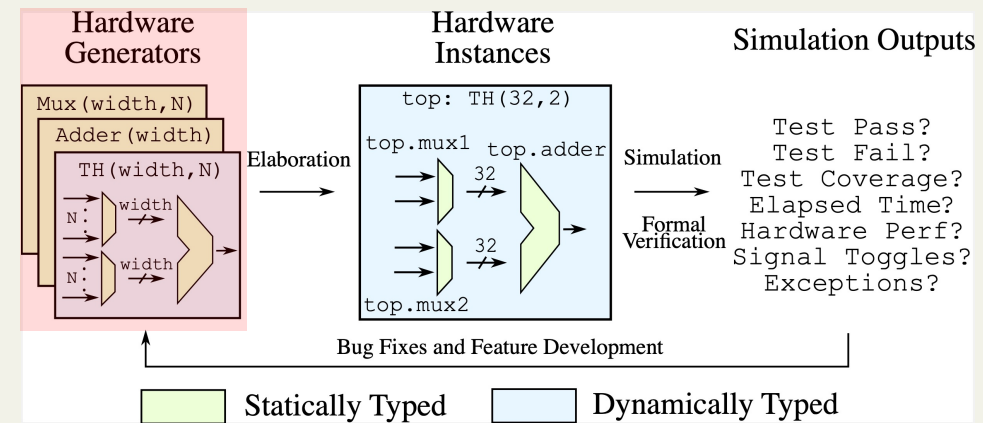 Hardware
Generators
Mux(width,N)
Adder(width)
TH(width,N)
N
width
N
width
Elaboration
Hardware
Instances
top: TH(32,2)
top.mux1
top.adder
32
32
top.mux2
Simulation
Formal
Verification
Simulation Outputs
Test Pass?
Test Fail?
Test Coverage?
Elapsed Time?
Hardware Perf?
Signal Toggles?
Exceptions?
Bug Fixes and Feature Development
Statically Typed
Dynamically Typed